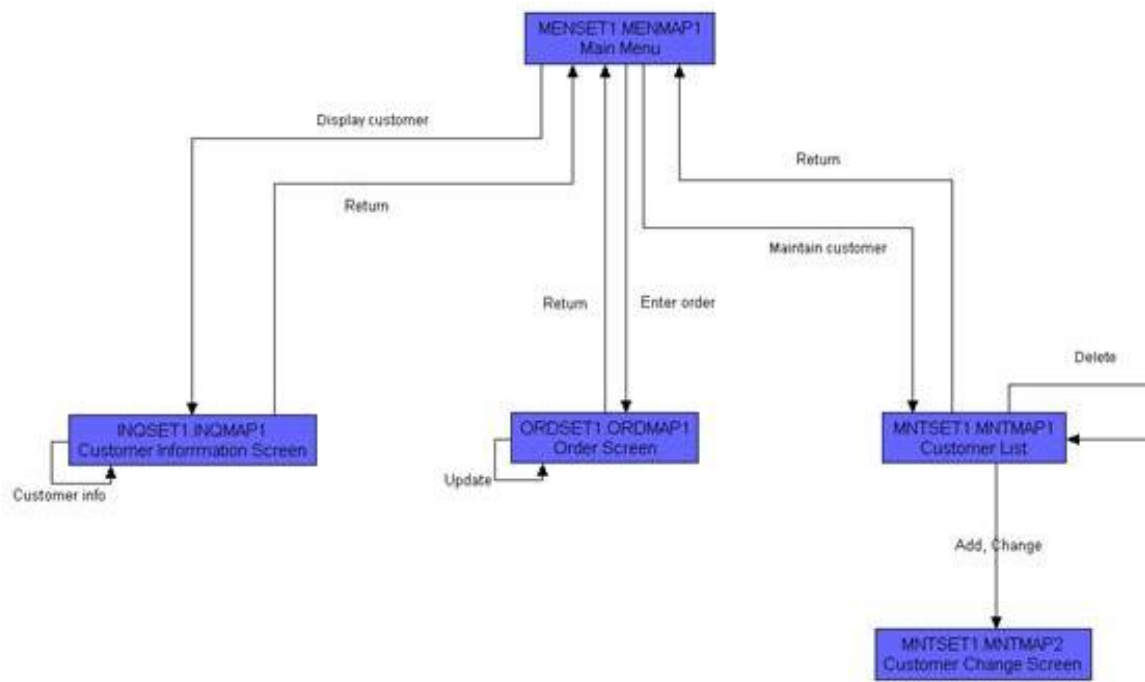 MENSET1.MENMAP1
Main Menu
Display customer
Return
Return
Maintain customer
Return
Enter order
Delete
INQSET1.INQMAP1
Customer Inforrmation Screen
ORDSET1.ORDMAP1
Order Screen
MNTSET1.MNTMAP1
Customer List
Update
Customer info
Add, Change
MNTSET1.MNTMAP2
Customer Change Screen